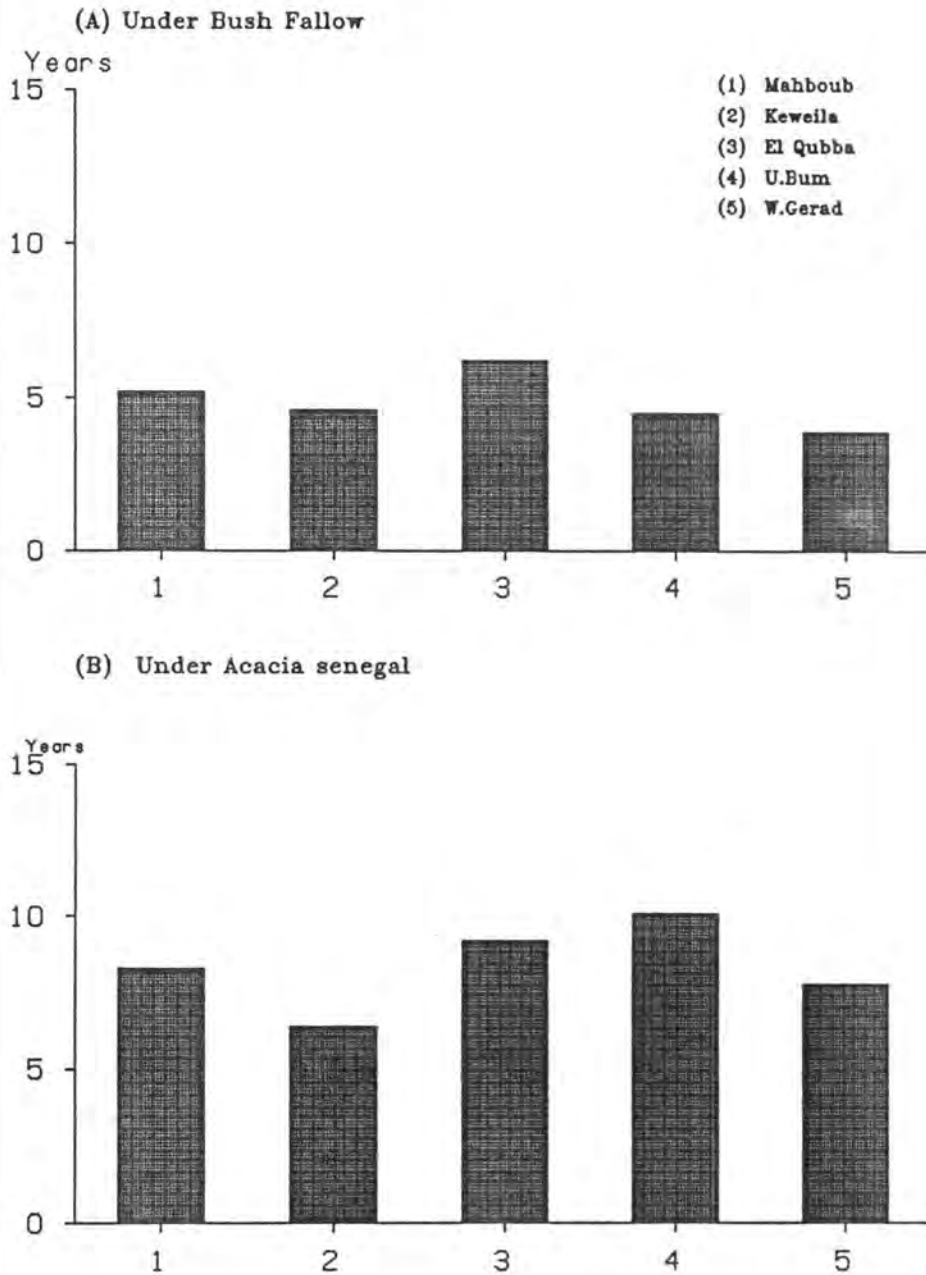 (A) Under Bush Fallow
Years
15
(1) Mahboub
(2) Keweila
(3) El Qubba
(4) U.Bum
(5) W.Gerad
10
5
0
1 2 3 4 5
(B) Under Acacia senegal
Years
15
10
5
0
1 2 3 4 5